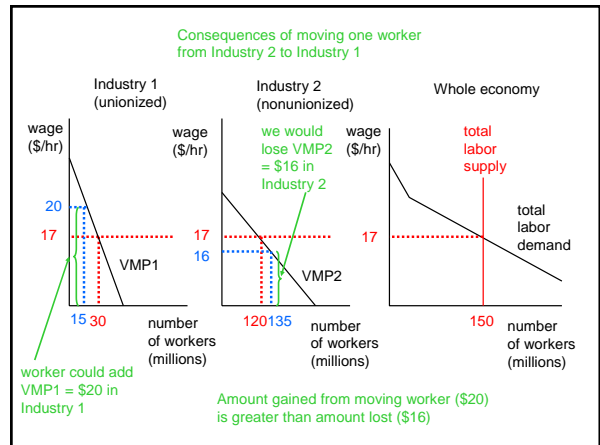 Consequences of moving one worker
from Industry 2 to Industry 1
Industry 1
(unionized)
wage
($/hr)
20
17
VMP1
15 30
number
of workers
(millions)
worker could add
VMP1 = $20 in
Industry 1
Industry 2
(nonunionized)
wage
($/hr)
we would
lose VMP2
= $16 in
Industry 2
17
16
VMP2
120 135
number
of workers
(millions)
Whole economy
wage
($/hr)
total
labor
supply
17
total
labor
demand
150
number
of workers
(millions)
Amount gained from moving worker ($20)
is greater than amount lost ($16)